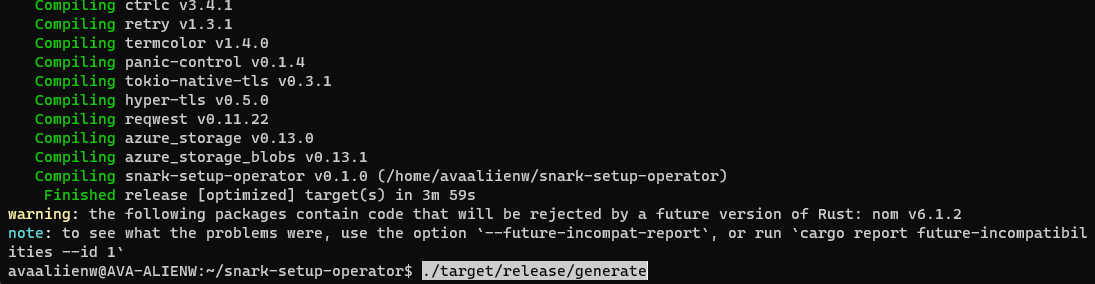 Compiling ctrlc v3.4.1
Compiling retry v1.3.1
Compiling termcolor v1.4.0
Compiling panic-control v0.1.4
Compiling tokio-native-tls v0.3.1
Compiling hyper-tls v0.5.0
Compiling reqwest v0.11.22
Compiling azure_storage v0.13.0
Compiling azure_storage_blobs v0.13.1
Compiling snark-setup-operator v0.1.0 (/home/avaaliienw/snark-setup-operator)
Finished release [optimized] target(s) in 3m 59s
warning: the following packages contain code that will be rejected by a future version of Rust: nom v6.1.2
note: to see what the problems were, use the option `--future-incompat-report`, or run `cargo report future-incompatibil
ities --id 1`
avaaliienw@AVA-ALIENW:~/snark-setup-operator$ ./target/release/generate